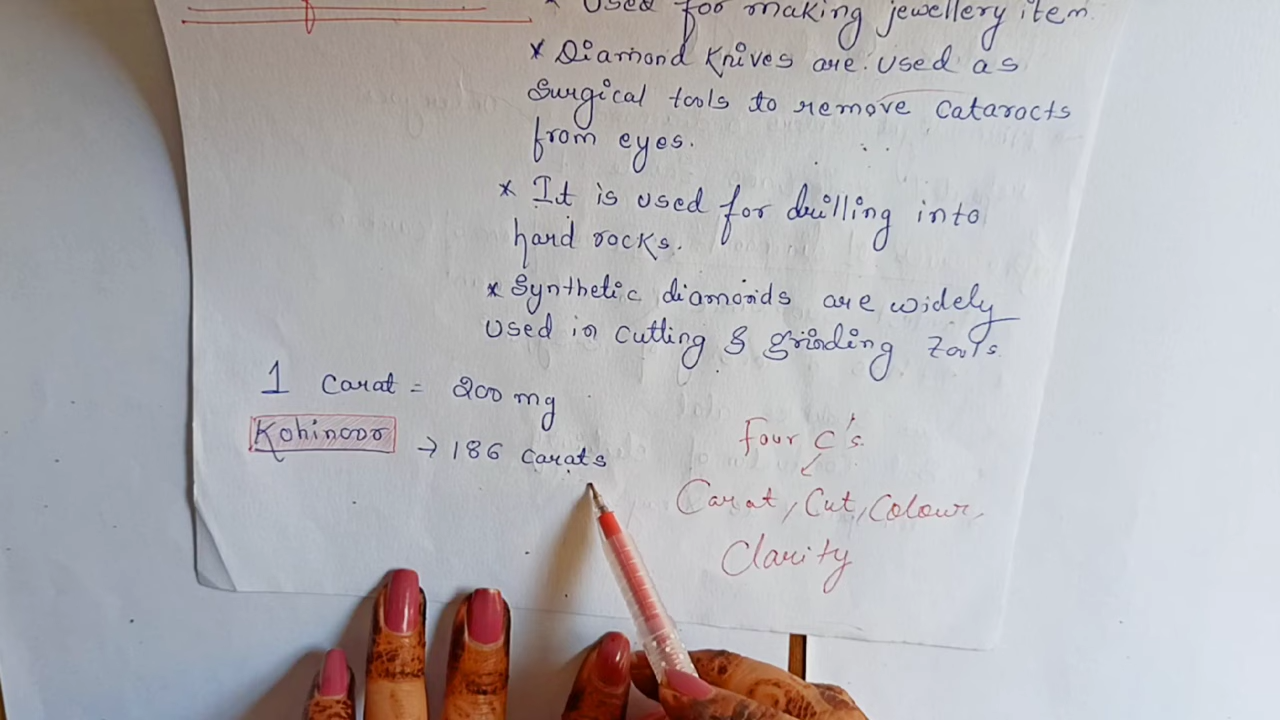 * Used for making jewellery item.
* Diamond knives are used as
Surgical tools to remove cataracts
from eyes.
* It is used for drilling into
hard rocks.
* Synthetic diamonds are widely
used in cutting & grinding tools.
1 Carat = 200 mg
Kohinoor → 186 carats
Four C's
Carat, Cut, Colour,
Clarity